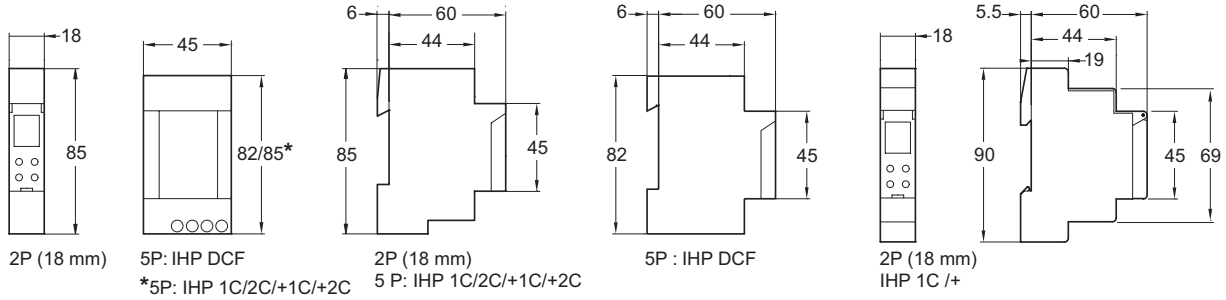 18
85
2P (18 mm)
45
82/85*
5P: IHP DCF
*5P: IHP 1C/2C/+1C/+2C
6
60
44
85
45
2P (18 mm)
5 P: IHP 1C/2C/+1C/+2C
6
60
44
82
45
5P : IHP DCF
18
2P (18 mm)
IHP 1C /+
5.5
60
44
19
90
45
69